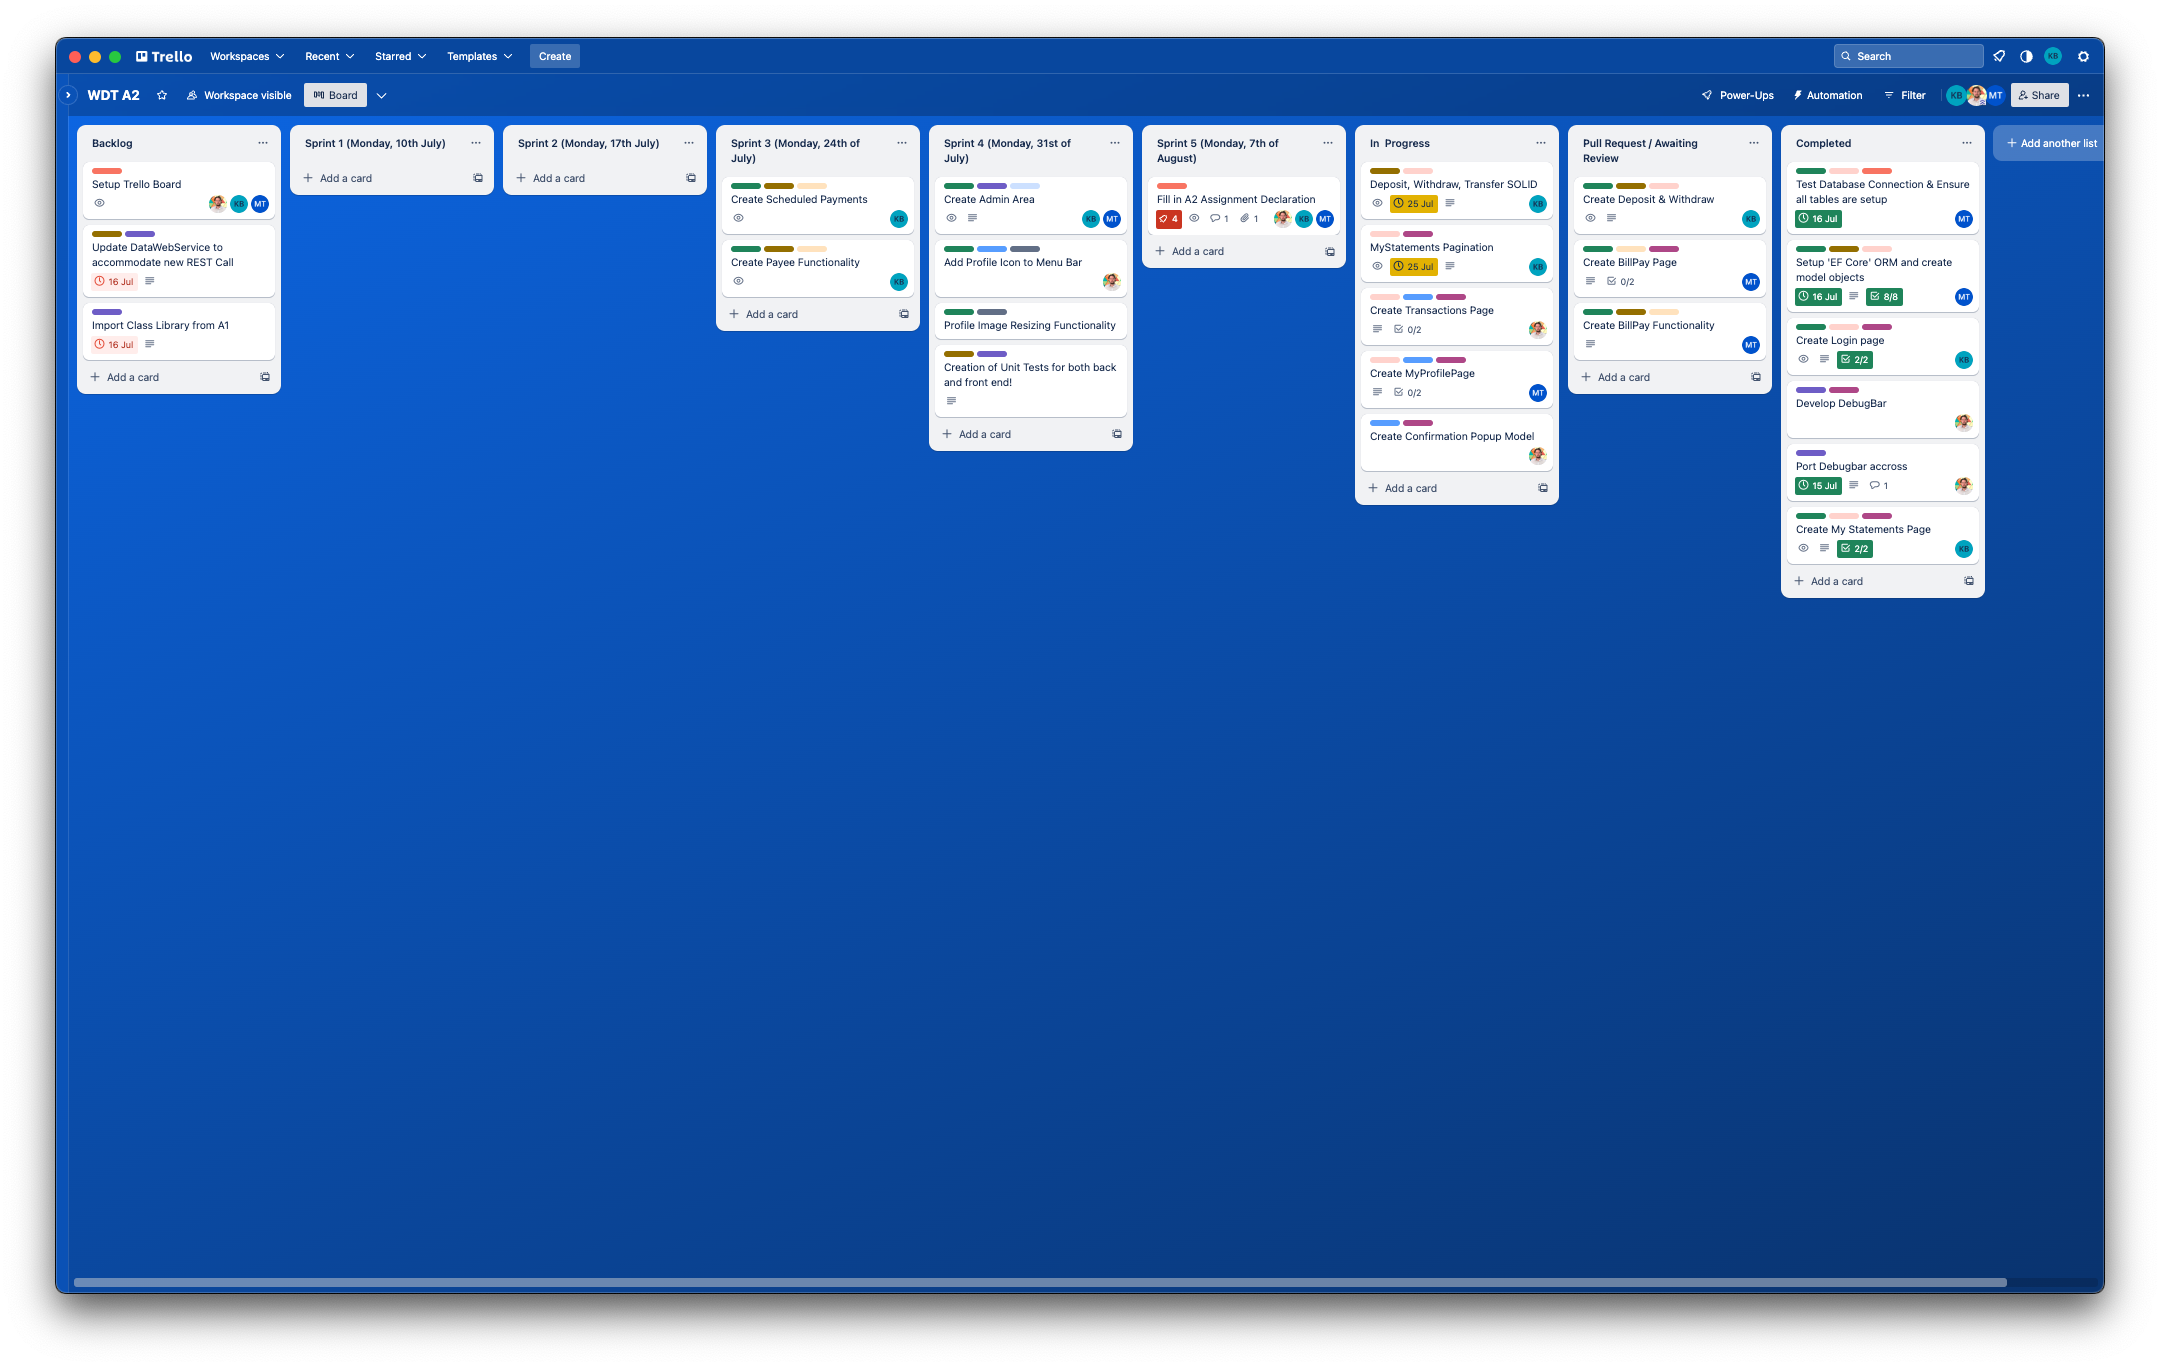 Trello Workspaces Recent Starred Templates Create Search KB
WDT A2 Workspace visible Board Power-Ups Automation Filter KB MT Share
Backlog
Setup Trello Board
KB MT
Update DataWebService to
accommodate new REST Call
16 Jul
Import Class Library from A1
16 Jul
Add a card
Sprint 1 (Monday, 10th July)
Add a card
Sprint 2 (Monday, 17th July)
Add a card
Sprint 3 (Monday, 24th of
July)
Create Scheduled Payments
KB
Create Payee Functionality
KB
Add a card
Sprint 4 (Monday, 31st of
July)
Create Admin Area
KB MT
Add Profile Icon to Menu Bar
Profile Image Resizing Functionality
Creation of Unit Tests for both back
and front end!
Add a card
Sprint 5 (Monday, 7th of
August)
Fill in A2 Assignment Declaration
4 1 1 KB MT
Add a card
In Progress
Deposit, Withdraw, Transfer SOLID
25 Jul KB
MyStatements Pagination
25 Jul KB
Create Transactions Page
0/2
Create MyProfilePage
0/2 MT
Create Confirmation Popup Model
Add a card
Pull Request / Awaiting
Review
Create Deposit & Withdraw
KB
Create BillPay Page
0/2 MT
Create BillPay Functionality
MT
Add a card
Completed
Test Database Connection & Ensure
all tables are setup
16 Jul MT
Setup 'EF Core' ORM and create
model objects
16 Jul 8/8 MT
Create Login page
2/2 KB
Develop DebugBar
Port Debugbar accross
15 Jul 1
Create My Statements Page
2/2 KB
Add a card
Add another list